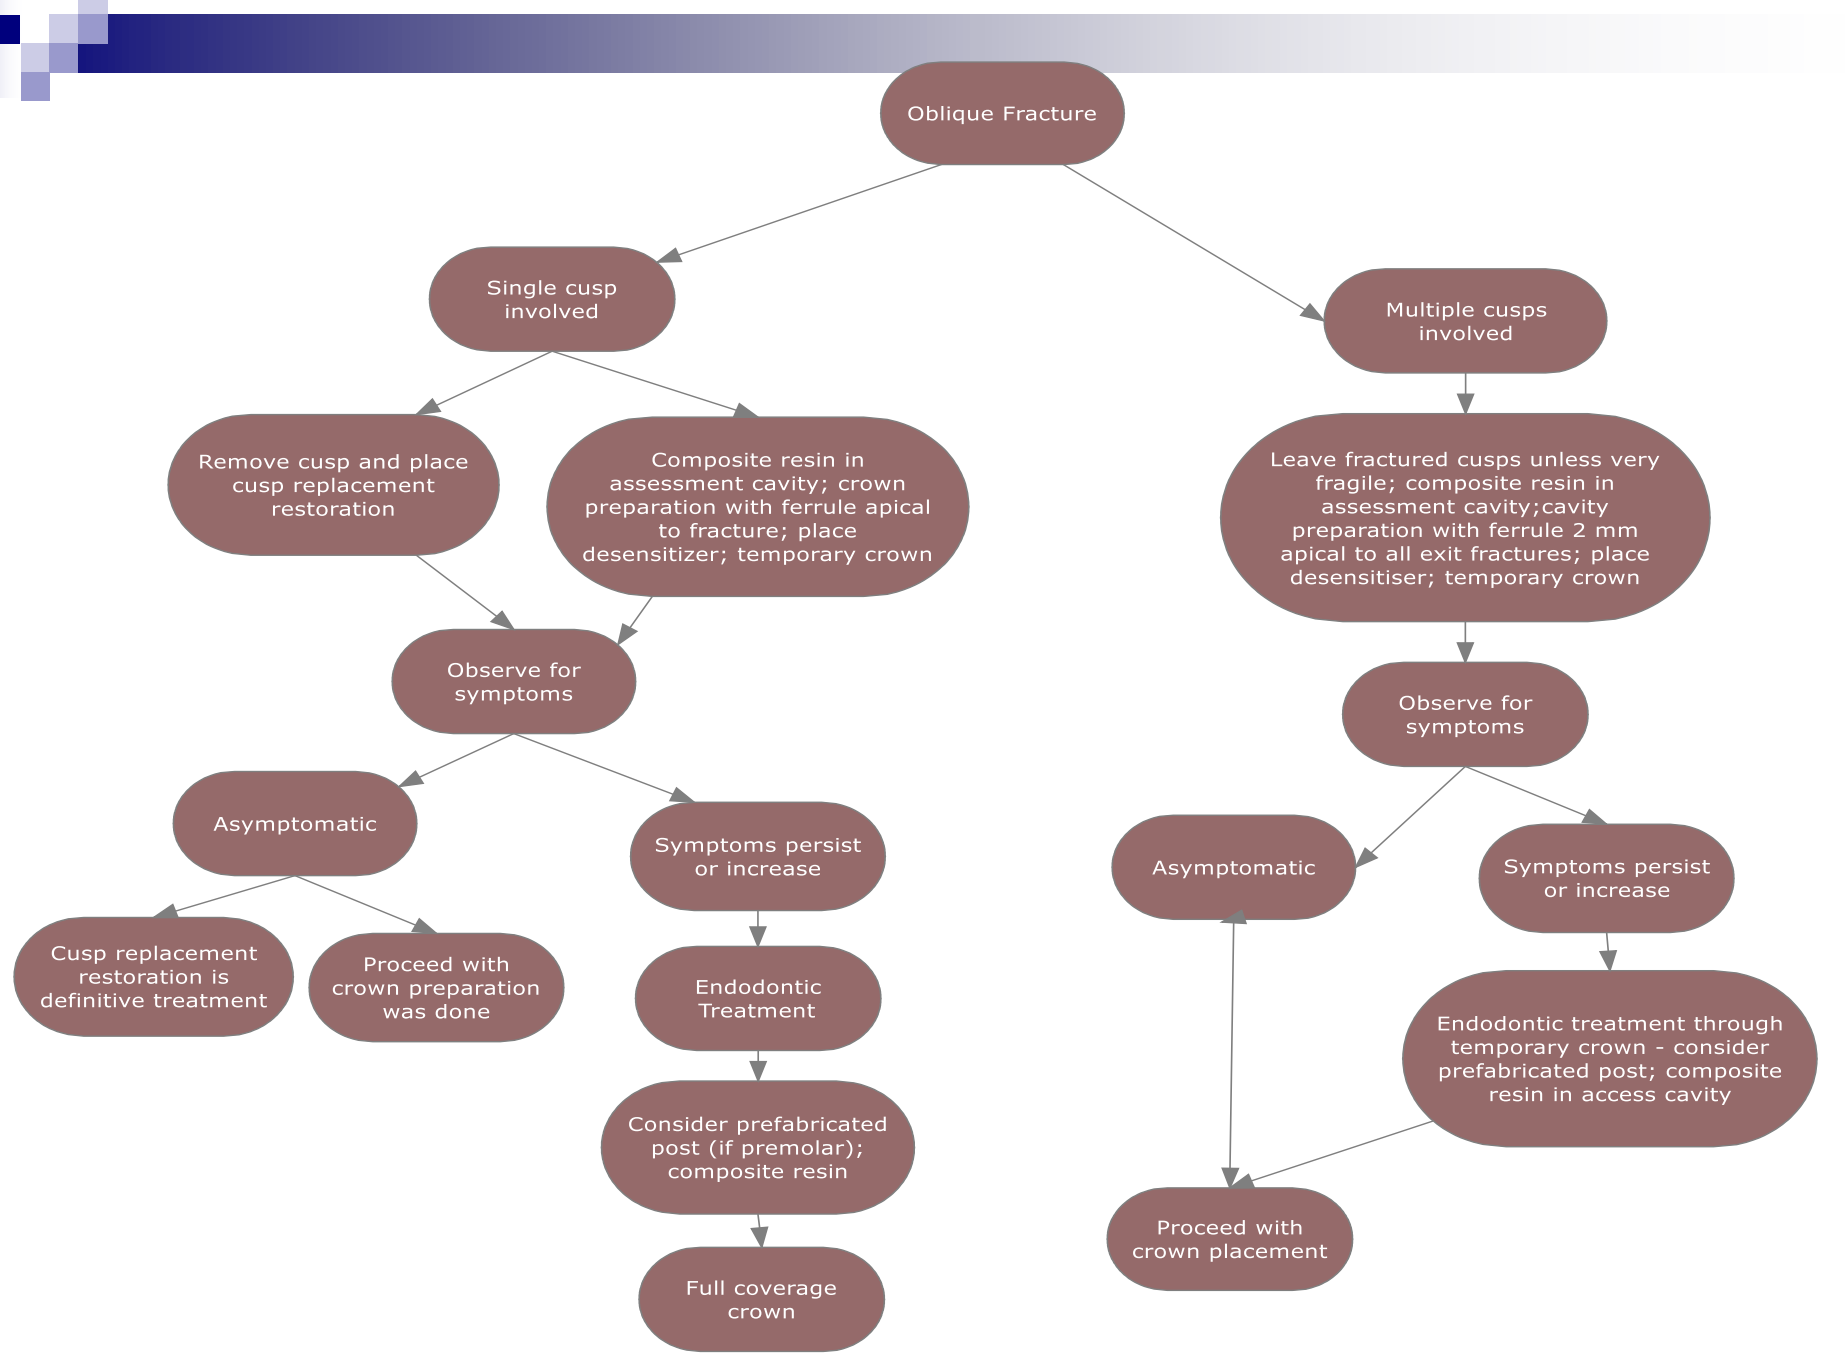 Oblique Fracture
Single cusp
involved
Multiple cusps
involved
Remove cusp and place
cusp replacement
restoration
Composite resin in
assessment cavity; crown
preparation with ferrule apical
to fracture; place
desensitizer; temporary crown
Leave fractured cusps unless very
fragile; composite resin in
assessment cavity;cavity
preparation with ferrule 2 mm
apical to all exit fractures; place
desensitiser; temporary crown
Observe for
symptoms
Observe for
symptoms
Asymptomatic
Symptoms persist
or increase
Asymptomatic
Symptoms persist
or increase
Cusp replacement
restoration is
definitive treatment
Proceed with
crown preparation
was done
Endodontic
Treatment
Endodontic treatment through
temporary crown - consider
prefabricated post; composite
resin in access cavity
Consider prefabricated
post (if premolar);
composite resin
Proceed with
crown placement
Full coverage
crown